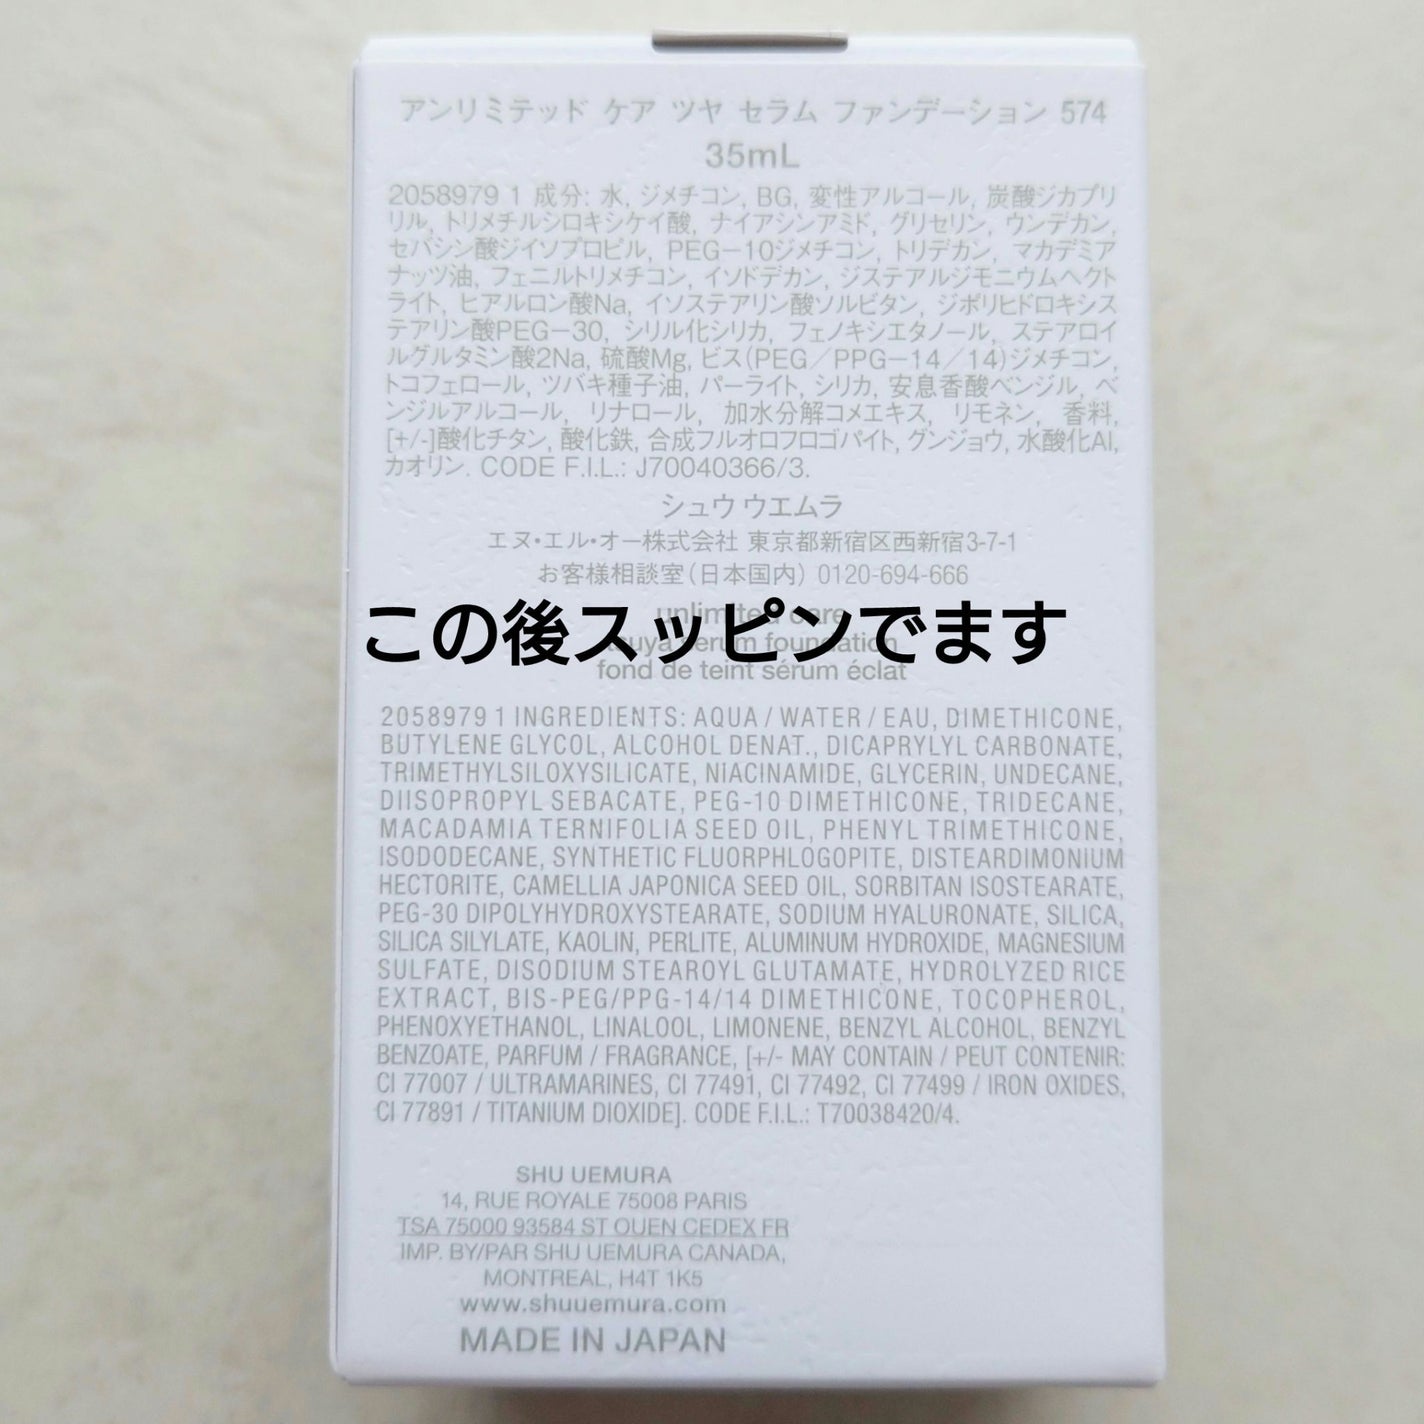 アンリミテッド ケア ツヤ セラム ファンデーション 574
35mL
2058979 1 成分: 水, ジメチコン, BG, 変性アルコール, 炭酸ジカプリ
リル, トリメチルシロキシケイ酸, ナイアシンアミド, グリセリン, ウンデカン,
セバシン酸ジイソプロピル, PEG－10ジメチコン, トリデカン, マカデミア
ナッツ油, フェニルトリメチコン, イソドデカン, ジステアルジモニウムヘクト
ライト, ヒアルロン酸Na, イソステアリン酸ソルビタン, ジポリヒドロキシス
テアリン酸PEG－30, シリル化シリカ, フェノキシエタノール, ステアロイ
ルグルタミン酸2Na, 硫酸Mg, ビス(PEG／PPG－14／14)ジメチコン,
トコフェロール, ツバキ種子油, パーライト, シリカ, 安息香酸ベンジル, ベ
ンジルアルコール, リナロール, 加水分解コメエキス, リモネン, 香料,
[+/-]酸化チタン, 酸化鉄, 合成フルオロフロゴパイト, グンジョウ, 水酸化Al,
カオリン. CODE F.I.L.: J70040366/3.
シュウ ウエムラ
エヌ・エル・オー株式会社 東京都新宿区西新宿3-7-1
お客様相談室(日本国内) 0120-694-666
unlimited care
この後スッピンでます
tsuya serum foundation
fond de teint sérum éclat
2058979 1 INGREDIENTS: AQUA / WATER / EAU, DIMETHICONE,
BUTYLENE GLYCOL, ALCOHOL DENAT., DICAPRYLYL CARBONATE,
TRIMETHYLSILOXYSILICATE, NIACINAMIDE, GLYCERIN, UNDECANE,
DIISOPROPYL SEBACATE, PEG-10 DIMETHICONE, TRIDECANE,
MACADAMIA TERNIFOLIA SEED OIL, PHENYL TRIMETHICONE,
ISODODECANE, SYNTHETIC FLUORPHLOGOPITE, DISTEARDIMONIUM
HECTORITE, CAMELLIA JAPONICA SEED OIL, SORBITAN ISOSTEARATE,
PEG-30 DIPOLYHYDROXYSTEARATE, SODIUM HYALURONATE, SILICA,
SILICA SILYLATE, KAOLIN, PERLITE, ALUMINUM HYDROXIDE, MAGNESIUM
SULFATE, DISODIUM STEAROYL GLUTAMATE, HYDROLYZED RICE
EXTRACT, BIS-PEG/PPG-14/14 DIMETHICONE, TOCOPHEROL,
PHENOXYETHANOL, LINALOOL, LIMONENE, BENZYL ALCOHOL, BENZYL
BENZOATE, PARFUM / FRAGRANCE, [+/- MAY CONTAIN / PEUT CONTENIR:
CI 77007 / ULTRAMARINES, CI 77491, CI 77492, CI 77499 / IRON OXIDES,
CI 77891 / TITANIUM DIOXIDE]. CODE F.I.L.: T70038420/4.
SHU UEMURA
14, RUE ROYALE 75008 PARIS
TSA 75000 93584 ST OUEN CEDEX FR
IMP. BY/PAR SHU UEMURA CANADA,
MONTREAL, H4T 1K5
www.shuuemura.com
MADE IN JAPAN